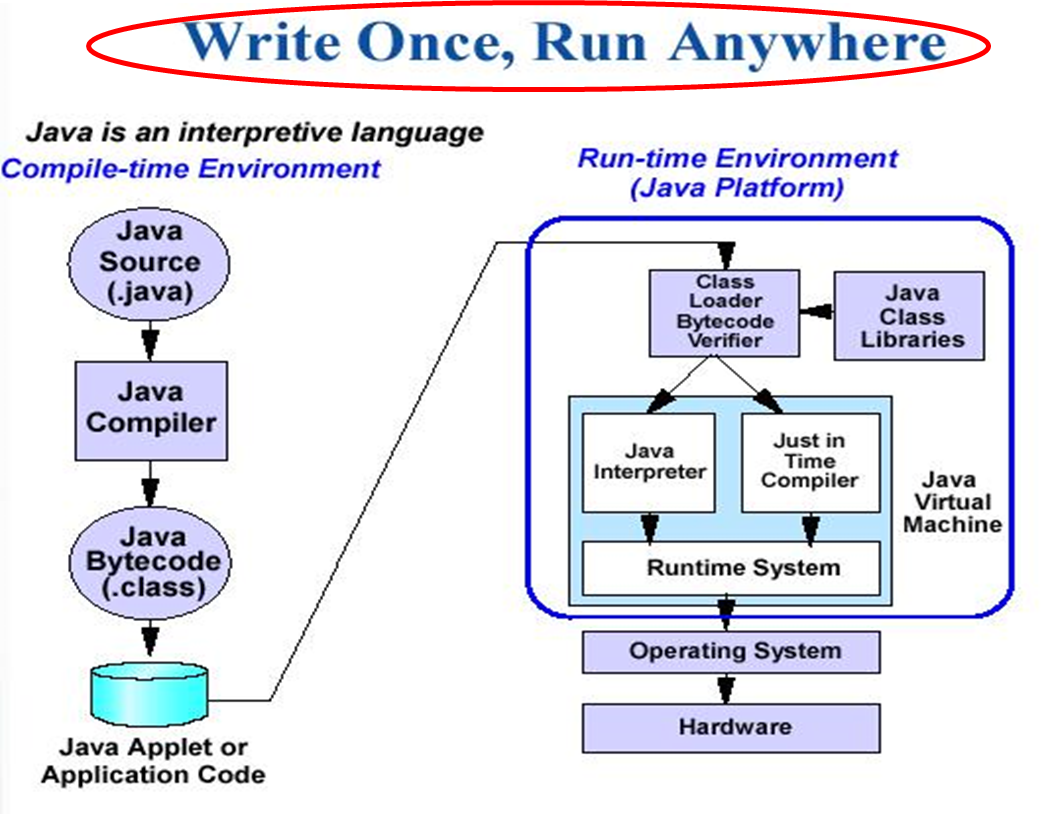 Write Once, Run Anywhere
Java is an interpretive language
Compile-time Environment
Java
Source
(.java)
Java
Compiler
Java
Bytecode
(.class)
Java Applet or
Application Code
Run-time Environment
(Java Platform)
Class
Loader
Bytecode
Verifier
Java
Class
Libraries
Java
Interpreter
Just in
Time
Compiler
Java
Virtual
Machine
Runtime System
Operating System
Hardware